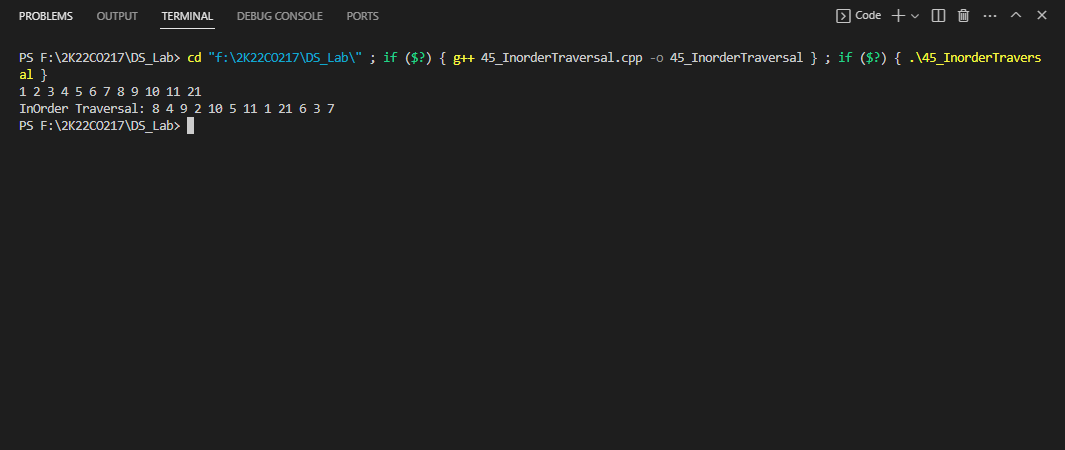 PROBLEMS OUTPUT TERMINAL DEBUG CONSOLE PORTS Code
PS F:\2K22CO217\DS_Lab> cd "f:\2K22CO217\DS_Lab\" ; if ($?) { g++ 45_InorderTraversal.cpp -o 45_InorderTraversal } ; if ($?) { .\45_InorderTravers
al }
1 2 3 4 5 6 7 8 9 10 11 21
InOrder Traversal: 8 4 9 2 10 5 11 1 21 6 3 7
PS F:\2K22CO217\DS_Lab>